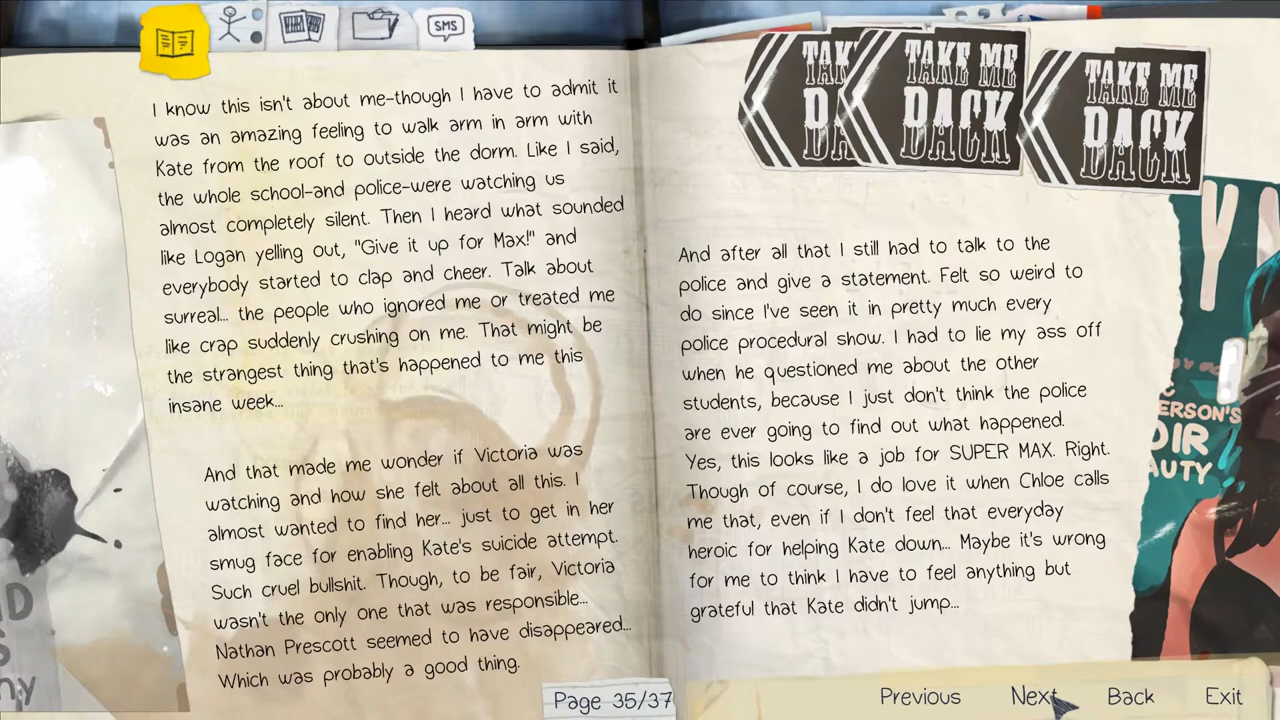 SMS
I know this isn't about me-though I have to admit it
was an amazing feeling to walk arm in arm with
Kate from the roof to outside the dorm. Like I said,
the whole school-and police-were watching us
almost completely silent. Then I heard what sounded
like Logan yelling out, "Give it up for Max!" and
everybody started to clap and cheer. Talk about
surreal... the people who ignored me or treated me
like crap suddenly crushing on me. That might be
the strangest thing that's happened to me this
insane week...
And that made me wonder if Victoria was
watching and how she felt about all this. I
almost wanted to find her... just to get in her
smug face for enabling Kate's suicide attempt.
Such cruel bullshit. Though, to be fair, Victoria
wasn't the only one that was responsible...
Nathan Prescott seemed to have disappeared...
Which was probably a good thing.
TAKE ME
BACK
TAKE ME
BACK
And after all that I still had to talk to the
police and give a statement. Felt so weird to
do since I've seen it in pretty much every
police procedural show. I had to lie my ass off
when he questioned me about the other
students, because I just don't think the police
are ever going to find out what happened.
Yes, this looks like a job for SUPER MAX. Right.
Though of course, I do love it when Chloe calls
me that, even if I don't feel that everyday
heroic for helping Kate down... Maybe it's wrong
for me to think I have to feel anything but
grateful that Kate didn't jump...
ERSON'S
OIR
AUTY
Page 35/37
Previous Next Back Exit